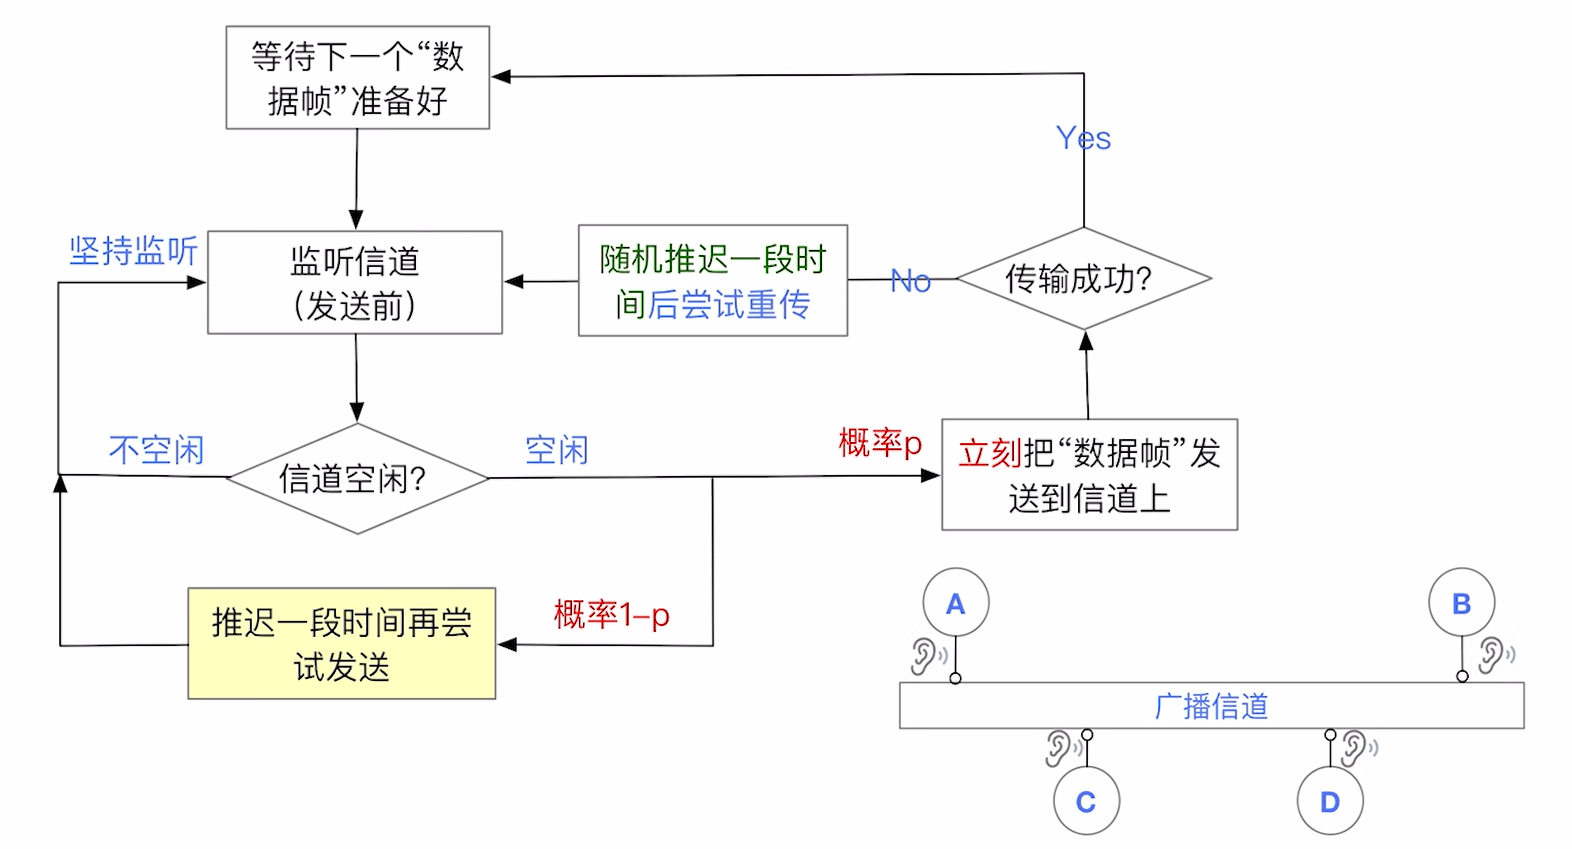 等待下一个“数
据帧”准备好
Yes
坚持监听
监听信道
（发送前）
随机推迟一段时
间后尝试重传
No
传输成功？
不空闲
信道空闲？
空闲
概率p
立刻把“数据帧”发
送到信道上
推迟一段时间再尝
试发送
概率1-p
A
B
广播信道
C
D